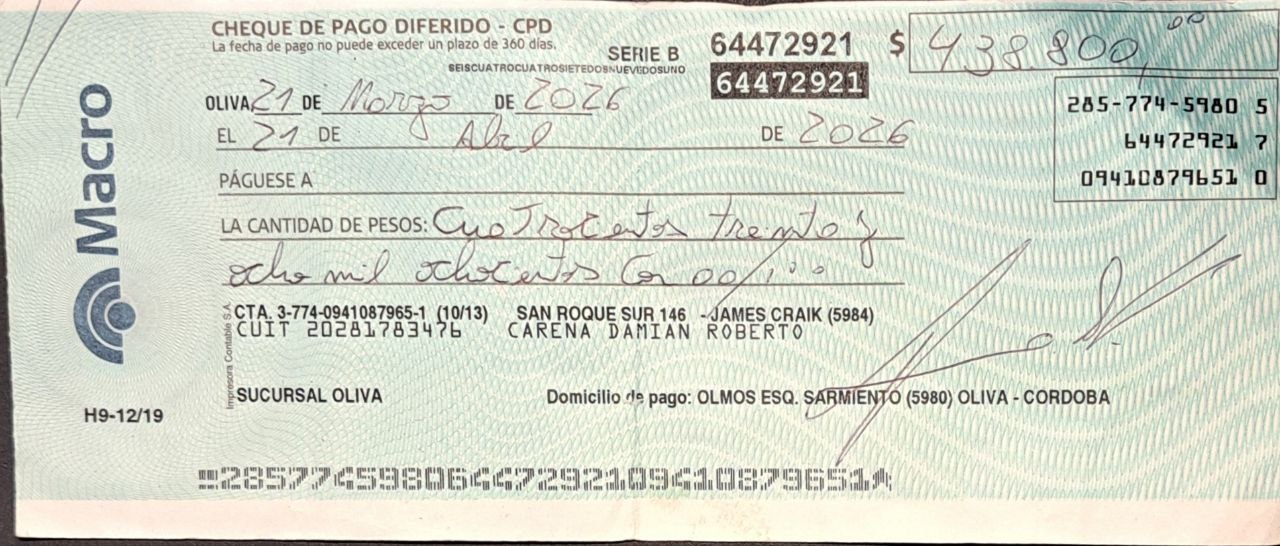 CHEQUE DE PAGO DIFERIDO - CPD
La fecha de pago no puede exceder un plazo de 360 días.
SERIE B 64472921 $ 438.800,00
SEISCUATROCUATROSIETEDOSNUEVEDOSUNO
64472921
OLIVA, 21 DE Marzo DE 2026
EL 21 DE Abril DE 2026
285-774-5980 5
64472921 7
09410879651 0
PÁGUESE A
LA CANTIDAD DE PESOS: Cuatrocientos treinta y
ocho mil ochocientos con 00/100
CTA. 3-774-0941087965-1 (10/13) SAN ROQUE SUR 146 - JAMES CRAIK (5984)
CUIT 20281783476 CARENA DAMIAN ROBERTO
SUCURSAL OLIVA Domicilio de pago: OLMOS ESQ. SARMIENTO (5980) OLIVA - CORDOBA
Impresora Contable S.A.
Macro
H9-12/19
28577459806447292109410879651